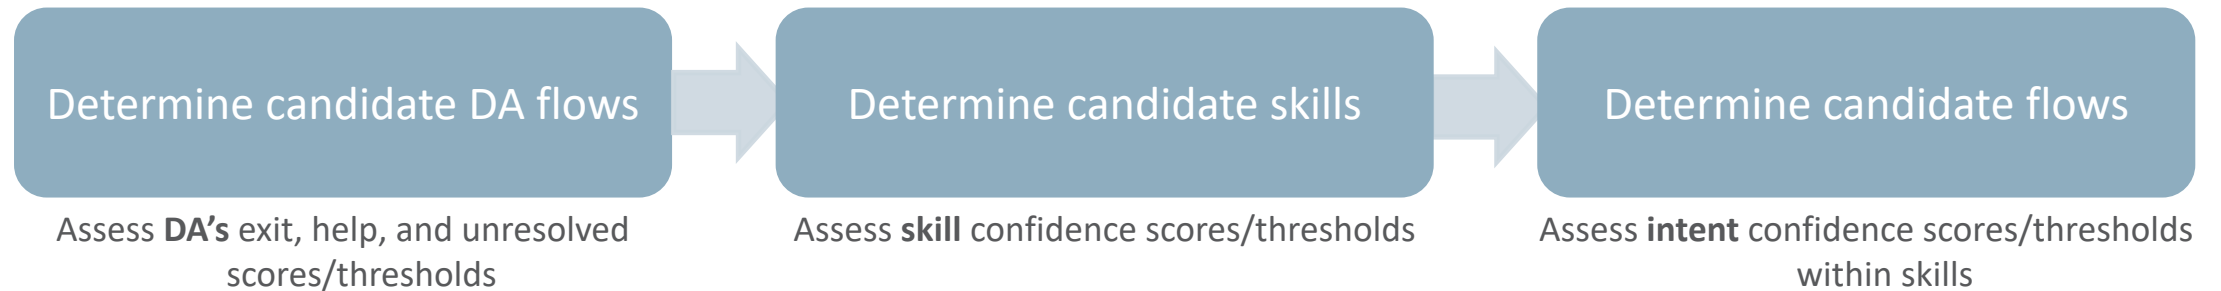 Determine candidate DA flows
Assess DA’s exit, help, and unresolved
scores/thresholds
Determine candidate skills
Assess skill confidence scores/thresholds
Determine candidate flows
Assess intent confidence scores/thresholds
within skills